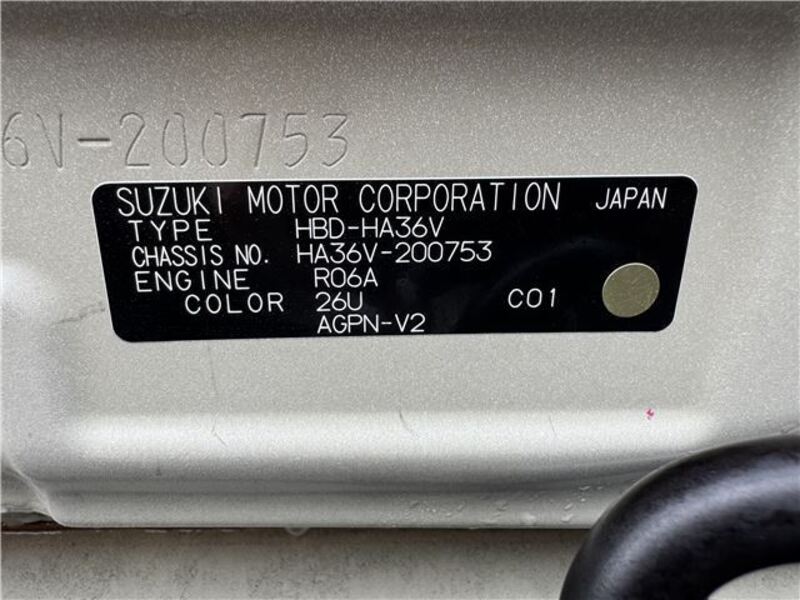 6V-200753
SUZUKI MOTOR CORPORATION JAPAN
TYPE HBD-HA36V
CHASSIS NO. HA36V-200753
ENGINE R06A
COLOR 26U C01
AGPN-V2